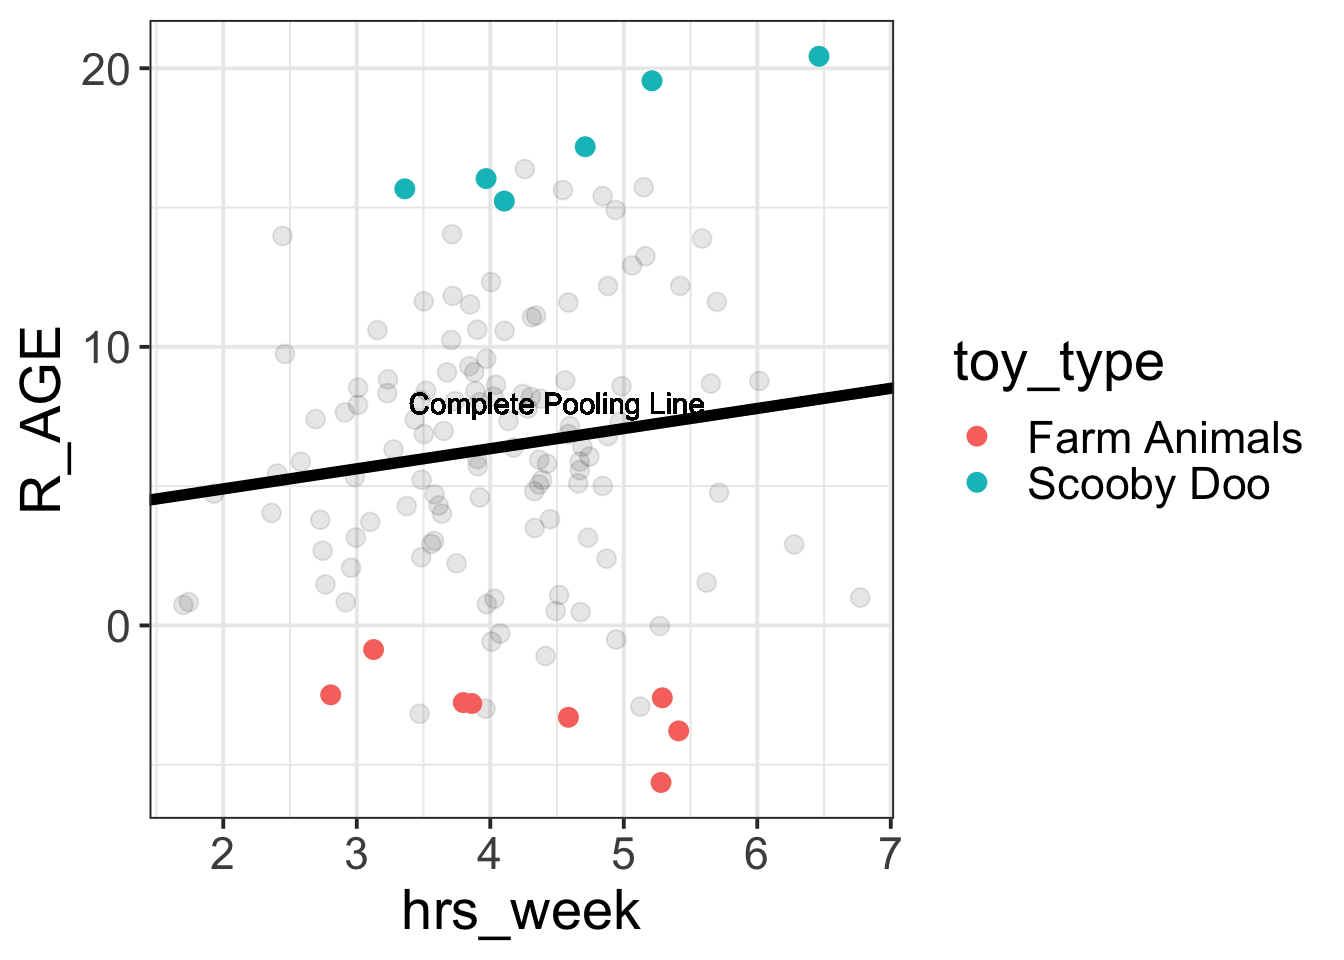 20
10
0
R_AGE
Complete Pooling Line
2 3 4 5 6 7
hrs_week
toy_type
Farm Animals
Scooby Doo